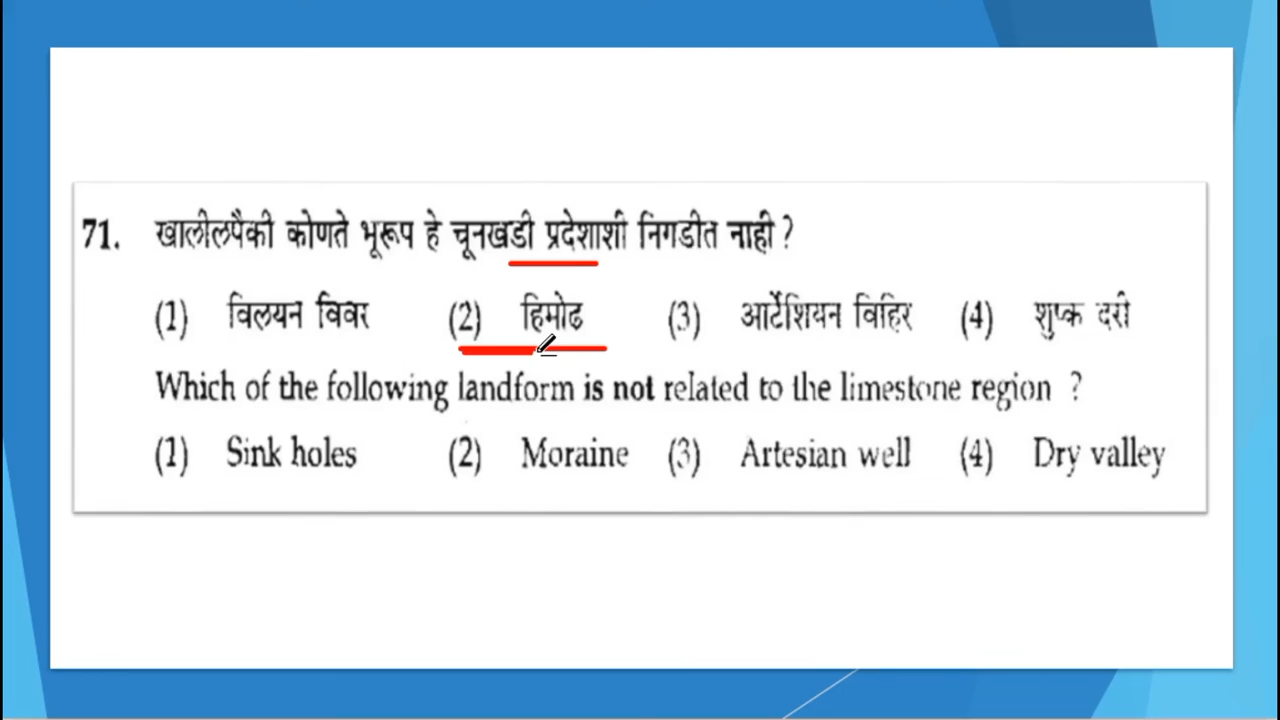 71. खालीलपैकी कोणते भूरूप हे चूनखडी प्रदेशाशी निगडीत नाही ?
(1) विलयन विवर (2) हिमोढ (3) आर्टेशियन विहिर (4) शुष्क दरी
Which of the following landform is not related to the limestone region ?
(1) Sink holes (2) Moraine (3) Artesian well (4) Dry valley